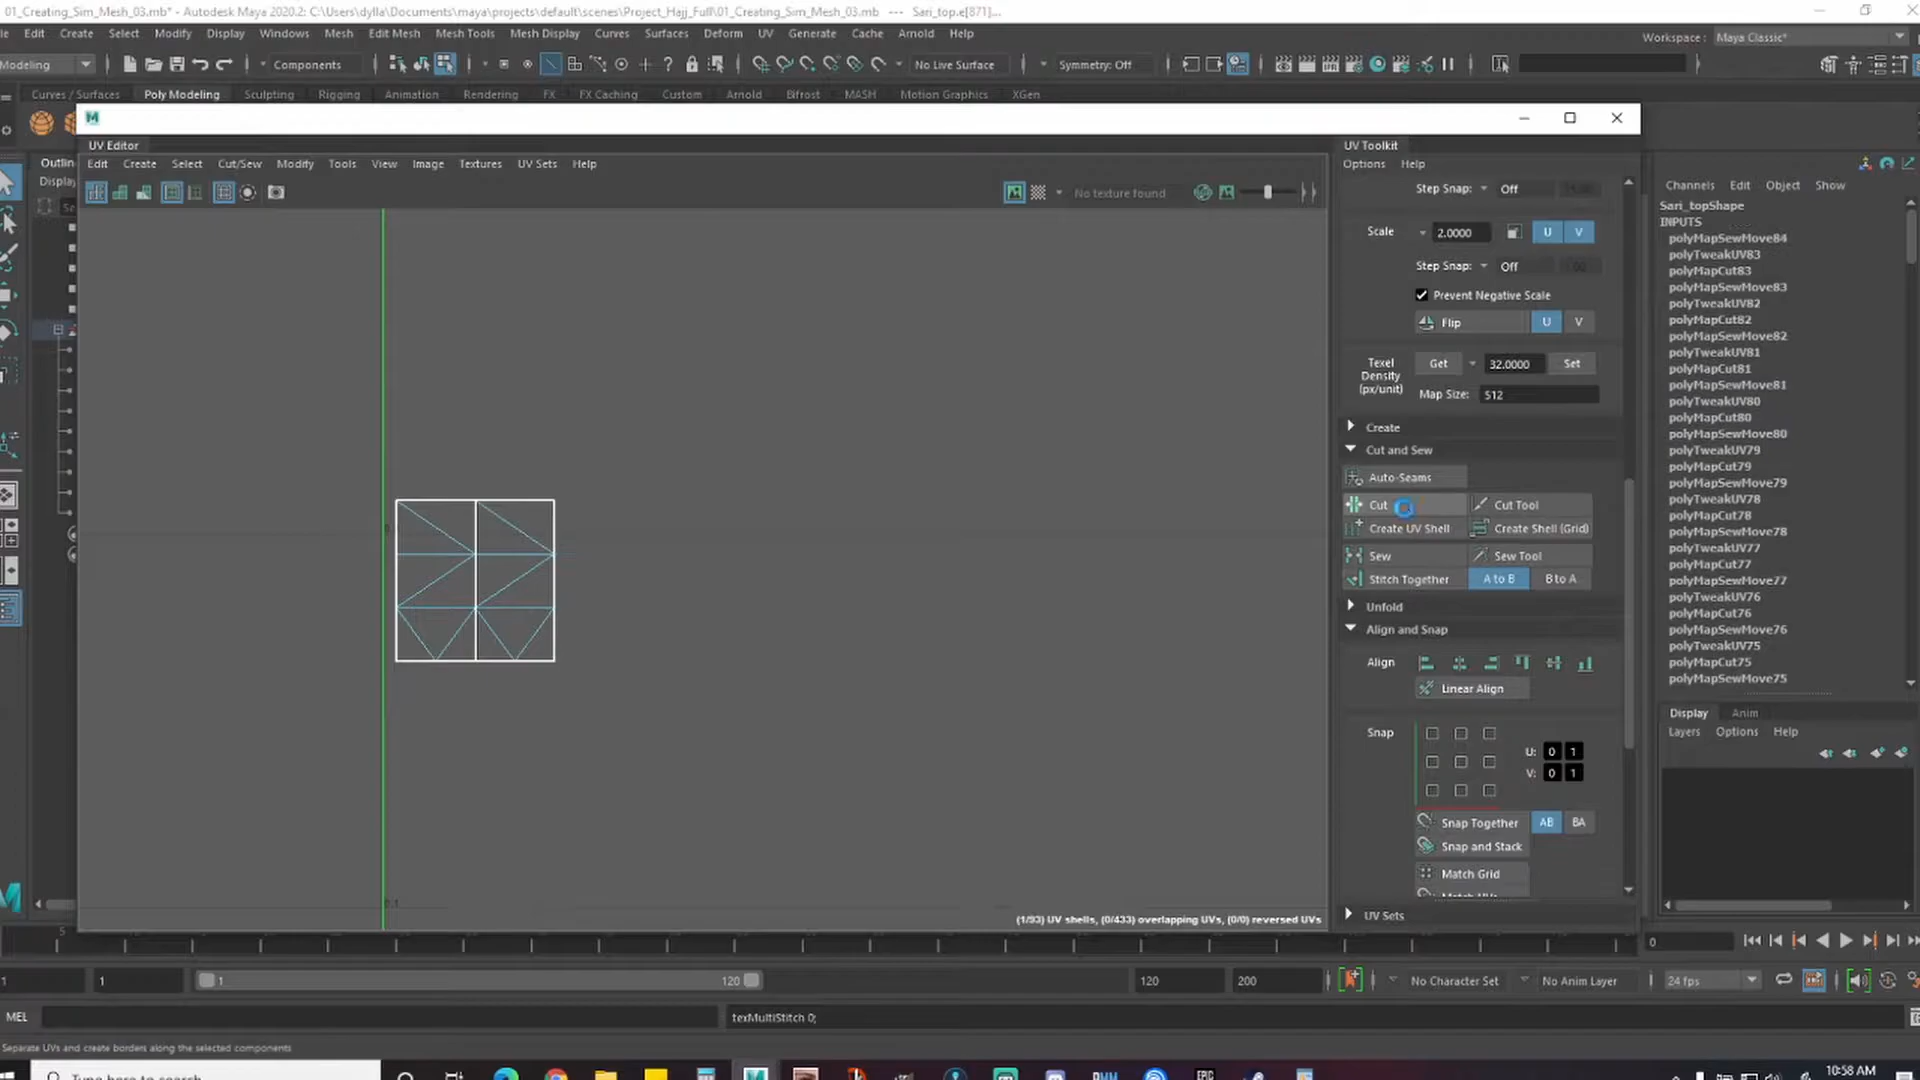 01_Creating_Sim_Mesh_03.mb* - Autodesk Maya 2020.2: C:\Users\dylla\Documents\maya\projects\default\scenes\Project_Hajj_Full\01_Creating_Sim_Mesh_03.mb --- Sari_top.e[871]...
Edit Create Select Modify Display Windows Mesh Edit Mesh Mesh Tools Mesh Display Curves Surfaces Deform UV Generate Cache Arnold Help
Workspace : Maya Classic*
Modeling Components No Live Surface Symmetry: Off
Curves / Surfaces Poly Modeling Sculpting Rigging Animation Rendering FX FX Caching Custom Arnold Bifrost MASH Motion Graphics XGen
UV Editor
UV Toolkit
Edit Create Select Cut/Sew Modify Tools View Image Textures UV Sets Help
Options Help
No texture found
Outlin
Display
Step Snap: Off
Scale 2.0000 U V
Step Snap: Off
Prevent Negative Scale
Flip U V
Texel Density (px/unit) Get 32.0000 Set
Map Size: 512
Create
Cut and Sew
Auto-Seams
Cut Cut Tool
Create UV Shell Create Shell (Grid)
Sew Sew Tool
Stitch Together A to B B to A
Unfold
Align and Snap
Align
Linear Align
Snap
U: 0 1
V: 0 1
Snap Together AB BA
Snap and Stack
Match Grid
UV Sets
Channels Edit Object Show
Sari_topShape
INPUTS
polyMapSewMove84
polyTweakUV83
polyMapCut83
polyMapSewMove83
polyTweakUV82
polyMapCut82
polyMapSewMove82
polyTweakUV81
polyMapCut81
polyMapSewMove81
polyTweakUV80
polyMapCut80
polyMapSewMove80
polyTweakUV79
polyMapCut79
polyMapSewMove79
polyTweakUV78
polyMapCut78
polyMapSewMove78
polyTweakUV77
polyMapCut77
polyMapSewMove77
polyTweakUV76
polyMapCut76
polyMapSewMove76
polyTweakUV75
polyMapCut75
polyMapSewMove75
Display Anim
Layers Options Help
(1/93) UV shells, (0/433) overlapping UVs, (0/0) reversed UVs
5
0
1 1 1 120 120 200 No Character Set No Anim Layer 24 fps
MEL texMultiStitch 0;
Separate UVs and create borders along the selected components
Type here to search
10:58 AM